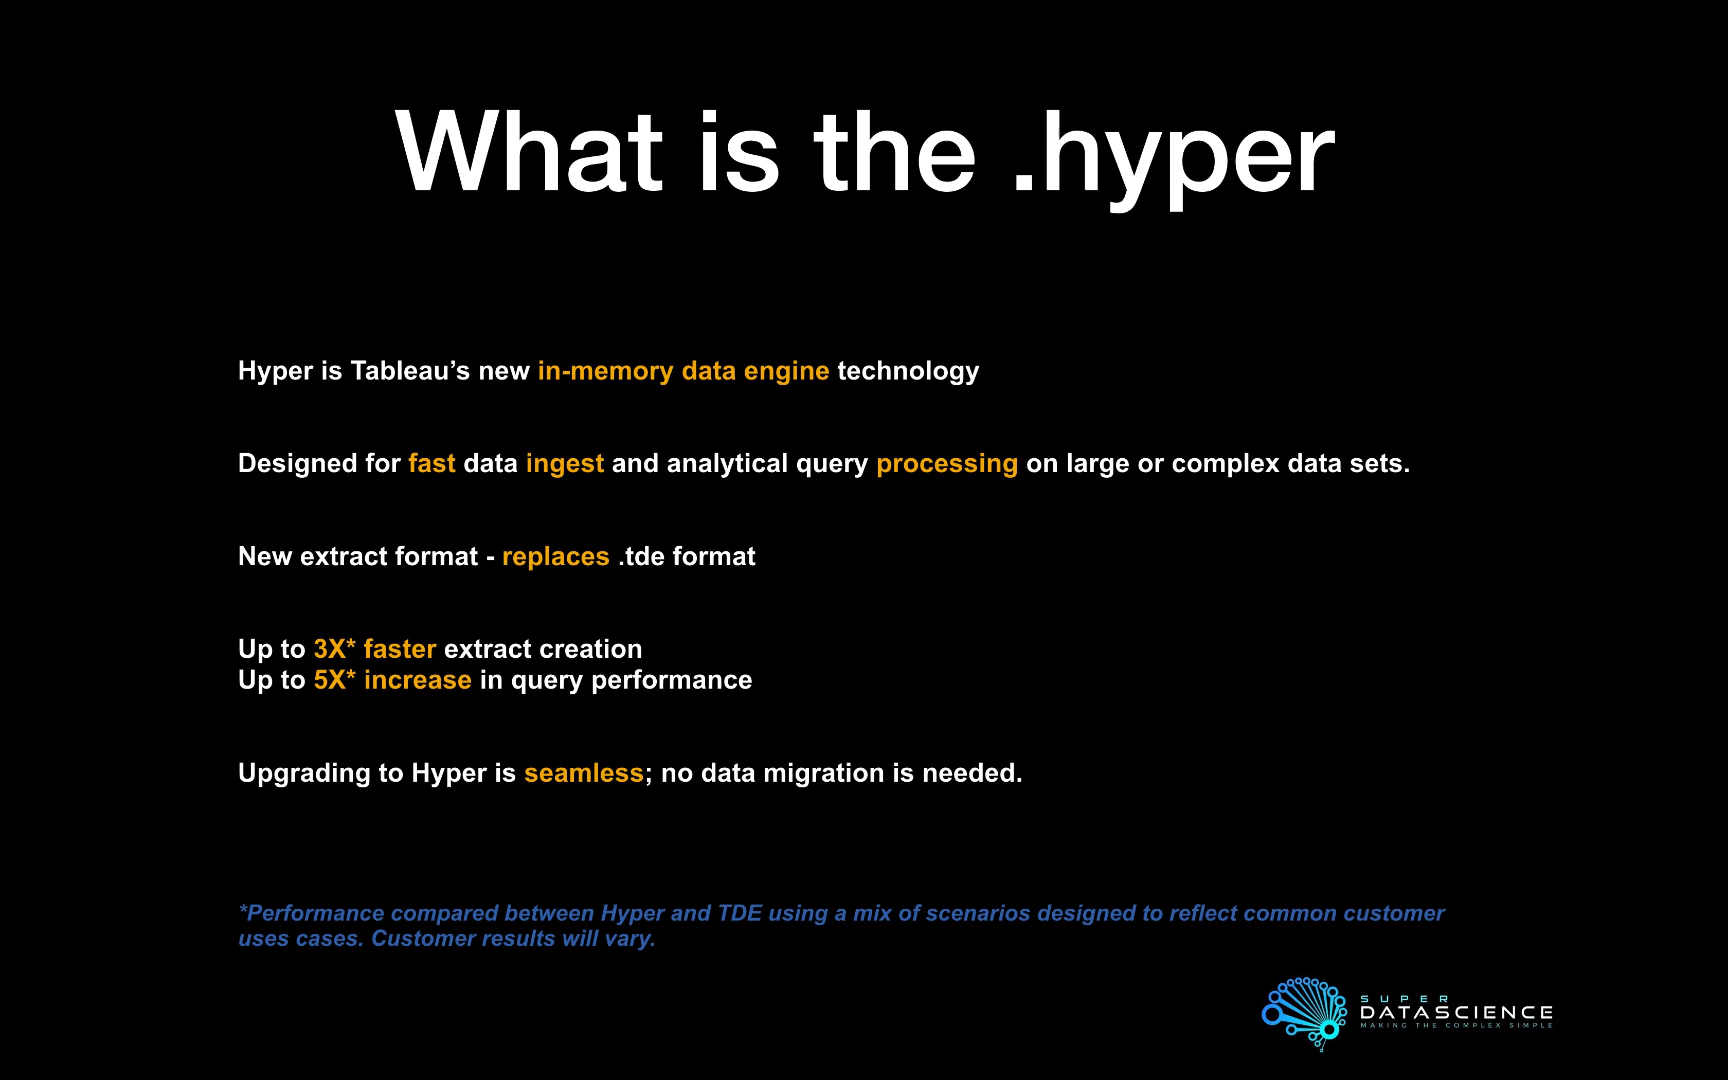 What is the .hyper
Hyper is Tableau’s new in-memory data engine technology
Designed for fast data ingest and analytical query processing on large or complex data sets.
New extract format - replaces .tde format
Up to 3X* faster extract creation
Up to 5X* increase in query performance
Upgrading to Hyper is seamless; no data migration is needed.
*Performance compared between Hyper and TDE using a mix of scenarios designed to reflect common customer
uses cases. Customer results will vary.
SUPER
DATASCIENCE
MAKING THE COMPLEX SIMPLE